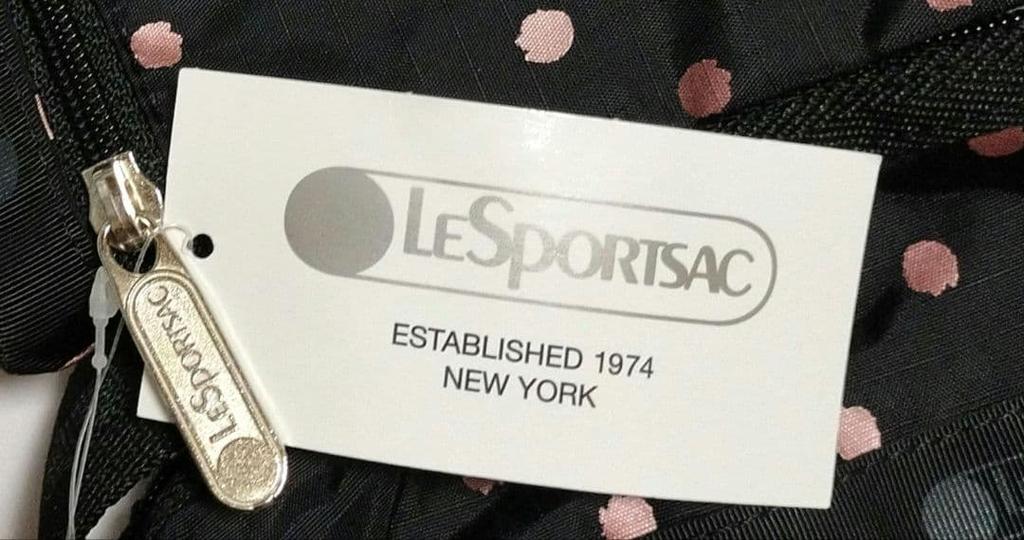 LESPORTSAC
ESTABLISHED 1974
NEW YORK
LESPORTSAC